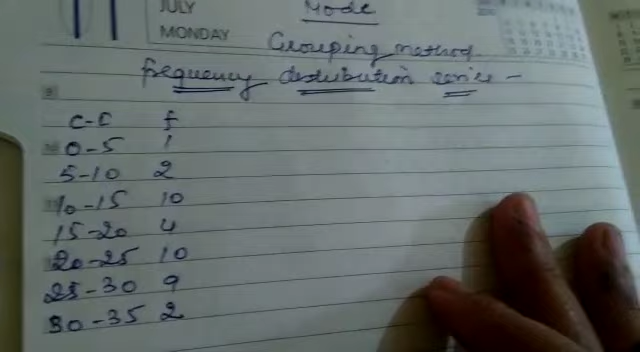 11
JULY
MONDAY
Mode
Grouping method
frequency distribution series -
C-C f
0-5 1
5-10 2
10-15 10
15-20 4
20-25 10
25-30 9
30-35 2